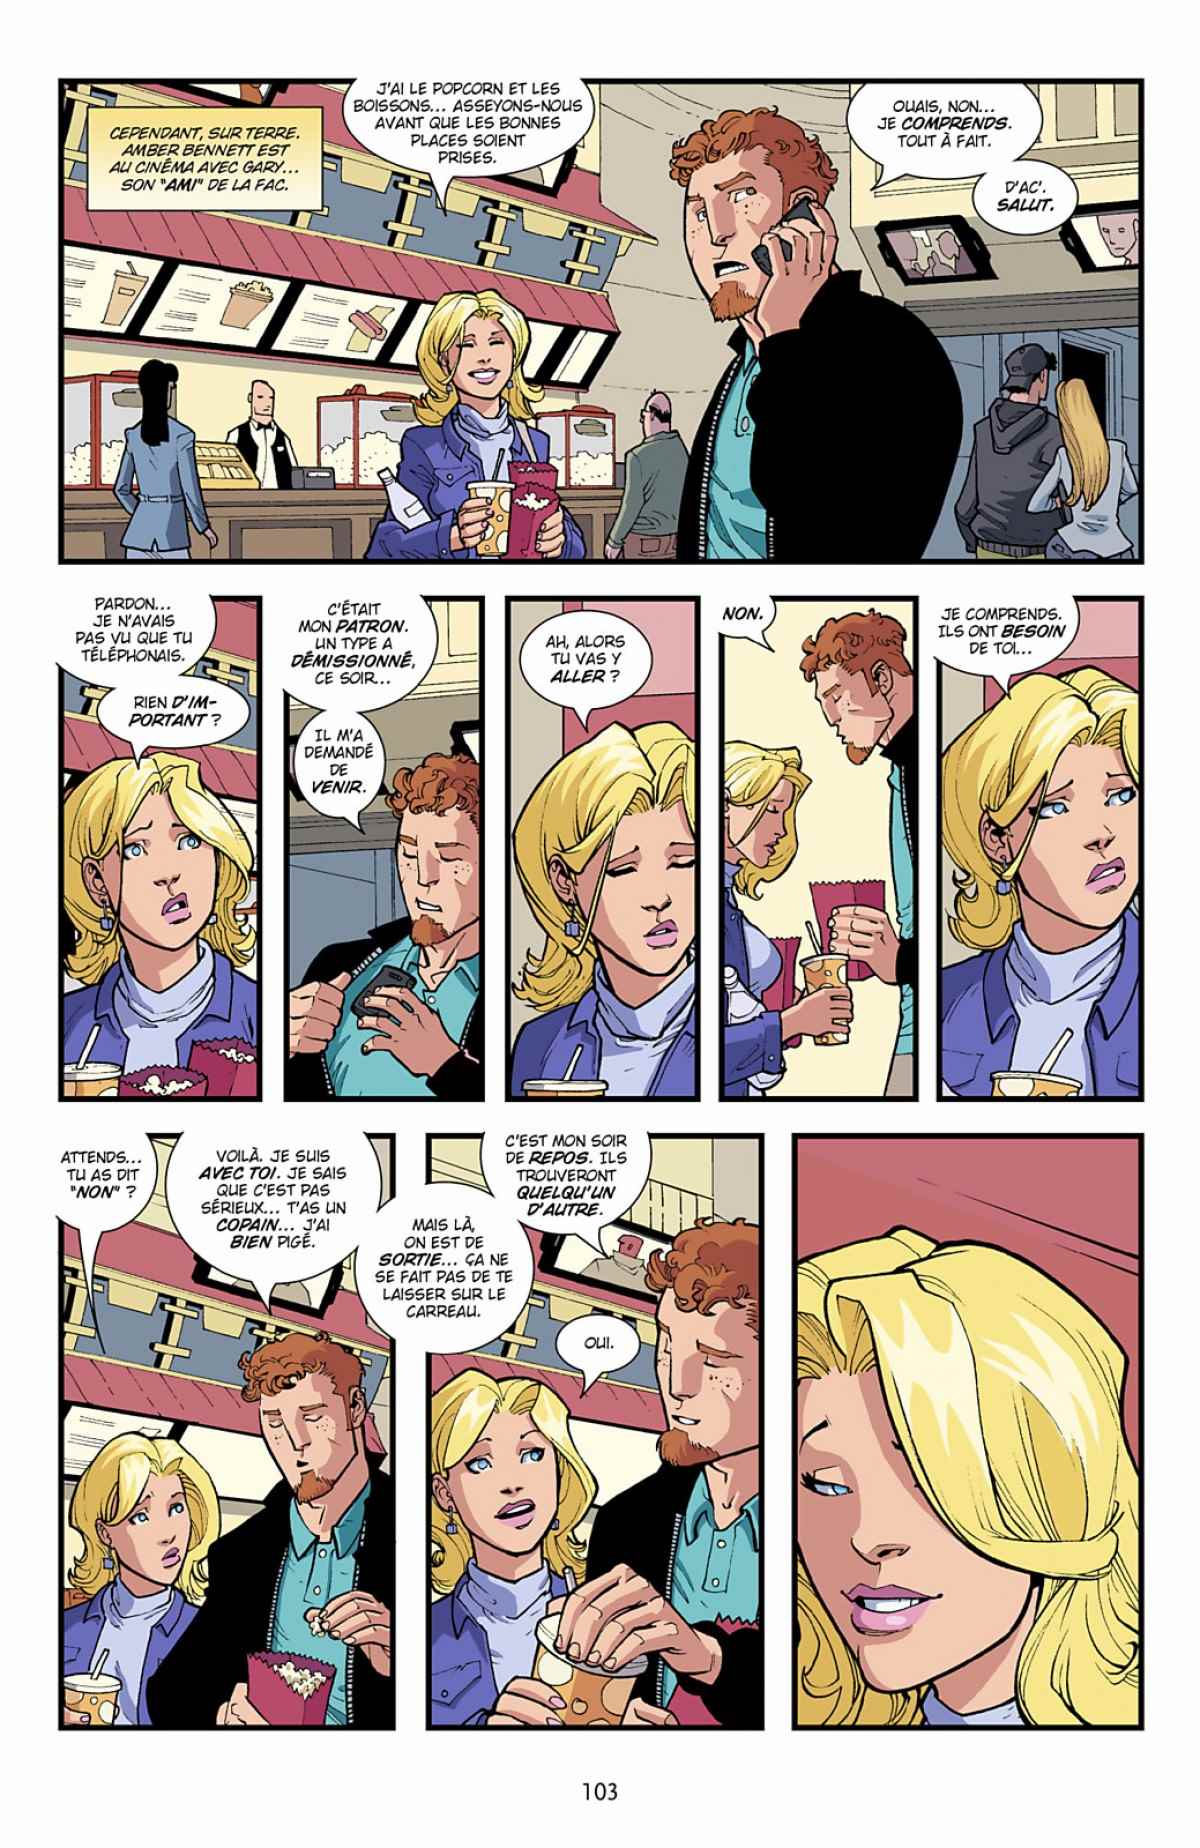 CEPENDANT, SUR TERRE.
AMBER BENNETT EST
AU CINÉMA AVEC GARY...
SON "AMI" DE LA FAC.
J'AI LE POPCORN ET LES
BOISSONS... ASSEYONS-NOUS
AVANT QUE LES BONNES
PLACES SOIENT
PRISES.
OUAIS, NON...
JE COMPRENDS.
TOUT À FAIT.
D'AC'.
SALUT.
PARDON...
JE N'AVAIS
PAS VU QUE TU
TÉLÉPHONAIS.
RIEN D'IM-
PORTANT ?
C'ÉTAIT
MON PATRON.
UN TYPE A
DÉMISSIONNÉ,
CE SOIR...
IL M'A
DEMANDÉ
DE
VENIR.
AH, ALORS
TU VAS Y
ALLER ?
NON.
JE COMPRENDS.
ILS ONT BESOIN
DE TOI...
ATTENDS...
TU AS DIT
"NON" ?
VOILÀ. JE SUIS
AVEC TOI. JE SAIS
QUE C'EST PAS
SÉRIEUX... T'AS UN
COPAIN... J'AI
BIEN PIGÉ.
MAIS LÀ,
ON EST DE
SORTIE... ÇA NE
SE FAIT PAS DE TE
LAISSER SUR LE
CARREAU.
C'EST MON SOIR
DE REPOS. ILS
TROUVERONT
QUELQU'UN
D'AUTRE.
OUI.
103